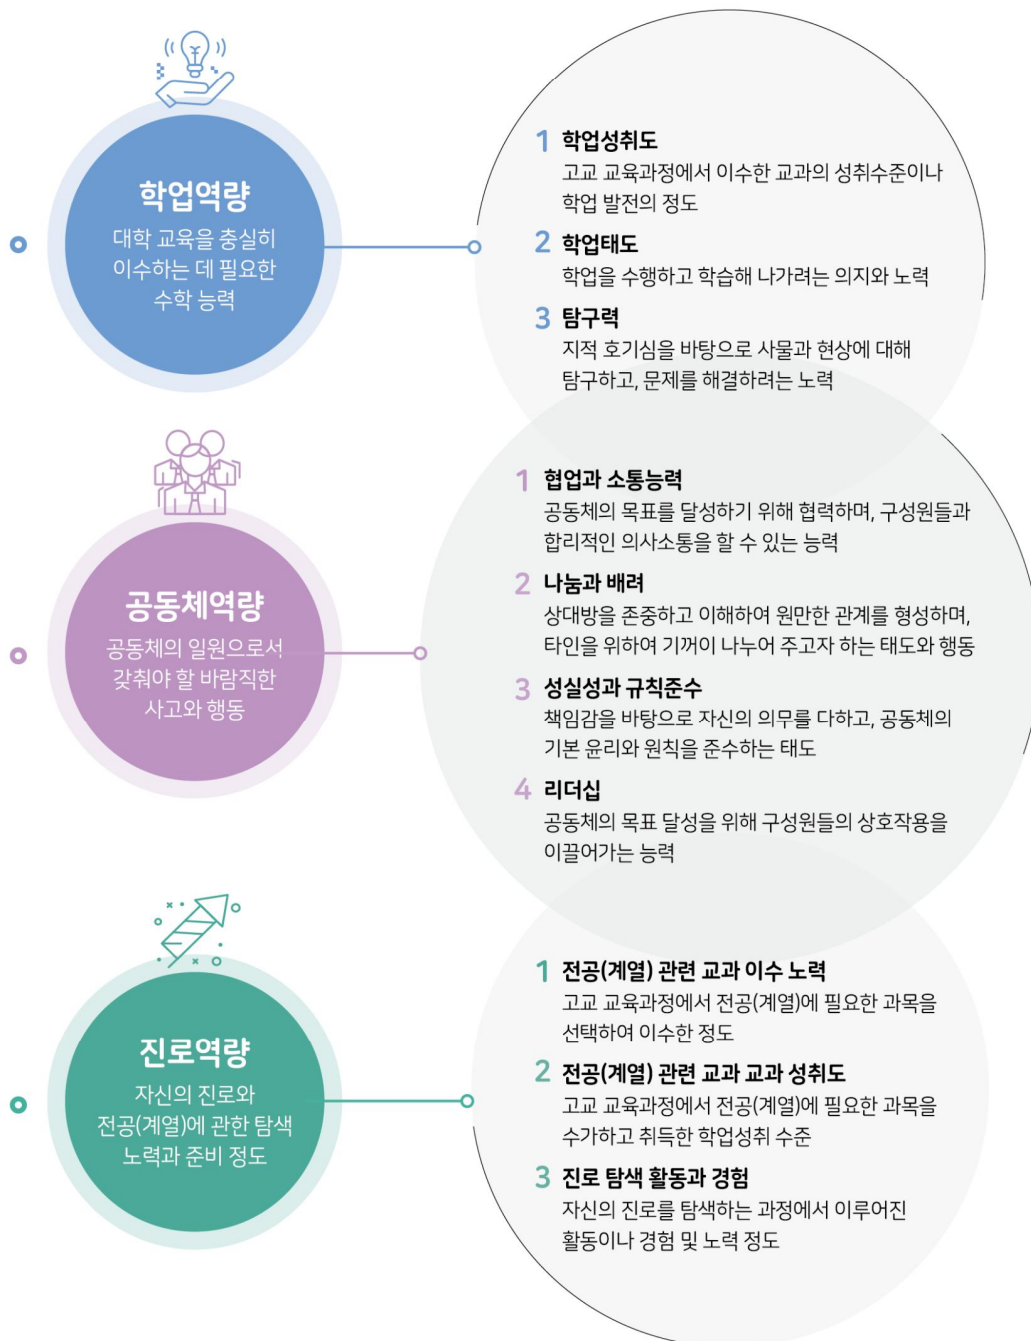 학업역량
대학 교육을 충실히
이수하는 데 필요한
수학 능력
1 학업성취도
고교 교육과정에서 이수한 교과의 성취수준이나
학업 발전의 정도
2 학업태도
학업을 수행하고 학습해 나가려는 의지와 노력
3 탐구력
지적 호기심을 바탕으로 사물과 현상에 대해
탐구하고, 문제를 해결하려는 노력
공동체역량
공동체의 일원으로서
갖춰야 할 바람직한
사고와 행동
1 협업과 소통능력
공동체의 목표를 달성하기 위해 협력하며, 구성원들과
합리적인 의사소통을 할 수 있는 능력
2 나눔과 배려
상대방을 존중하고 이해하여 원만한 관계를 형성하며,
타인을 위하여 기꺼이 나누어 주고자 하는 태도와 행동
3 성실성과 규칙준수
책임감을 바탕으로 자신의 의무를 다하고, 공동체의
기본 윤리와 원칙을 준수하는 태도
4 리더십
공동체의 목표 달성을 위해 구성원들의 상호작용을
이끌어가는 능력
진로역량
자신의 진로와
전공(계열)에 관한 탐색
노력과 준비 정도
1 전공(계열) 관련 교과 이수 노력
고교 교육과정에서 전공(계열)에 필요한 과목을
선택하여 이수한 정도
2 전공(계열) 관련 교과 교과 성취도
고교 교육과정에서 전공(계열)에 필요한 과목을
수가하고 취득한 학업성취 수준
3 진로 탐색 활동과 경험
자신의 진로를 탐색하는 과정에서 이루어진
활동이나 경험 및 노력 정도